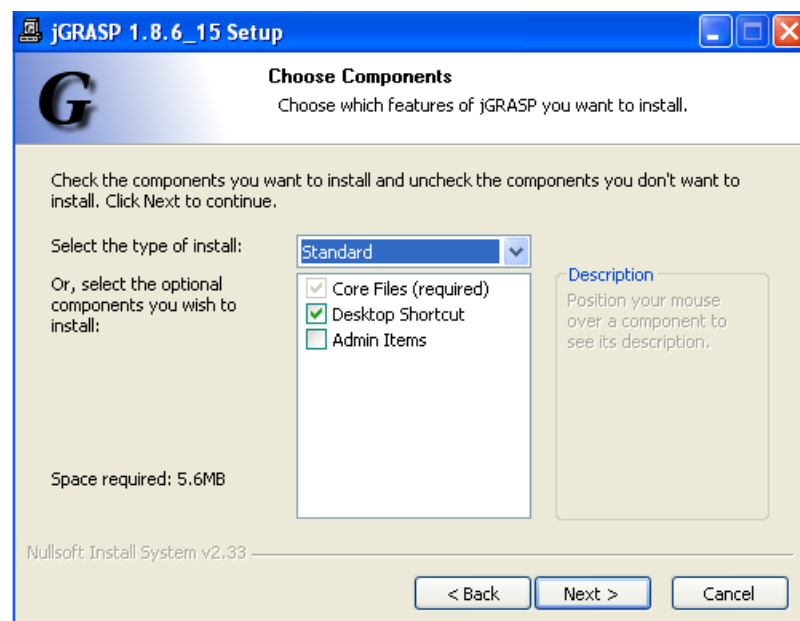 jGRASP 1.8.6_15 Setup
G
Choose Components
Choose which features of jGRASP you want to install.
Check the components you want to install and uncheck the components you don't want to
install. Click Next to continue.
Select the type of install:
Standard
Or, select the optional
components you wish to
install:
Core Files (required)
Desktop Shortcut
Admin Items
Description
Position your mouse
over a component to
see its description.
Space required: 5.6MB
Nullsoft Install System v2.33
< Back
Next >
Cancel